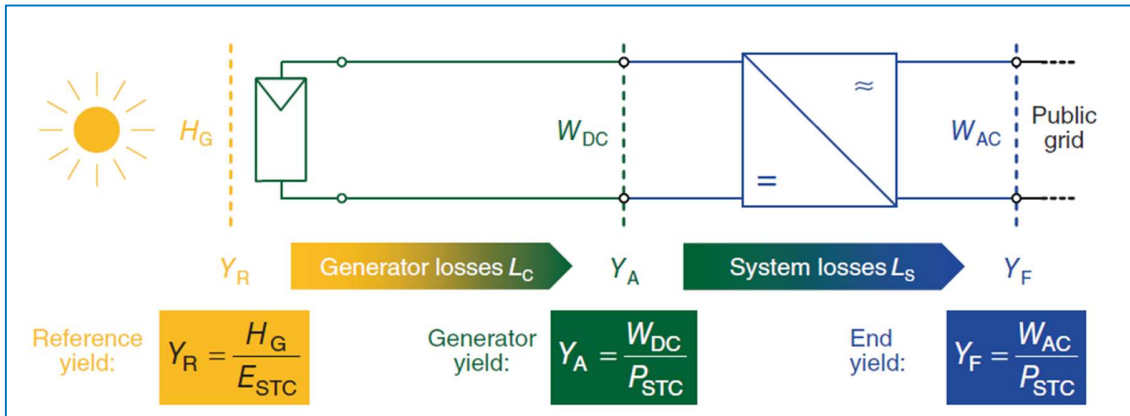 H_G
W_DC
W_AC
Public
grid
≈
=
Y_R
Generator losses L_C
Y_A
System losses L_S
Y_F
Reference
yield:
Y_R = H_G / E_STC
Generator
yield:
Y_A = W_DC / P_STC
End
yield:
Y_F = W_AC / P_STC